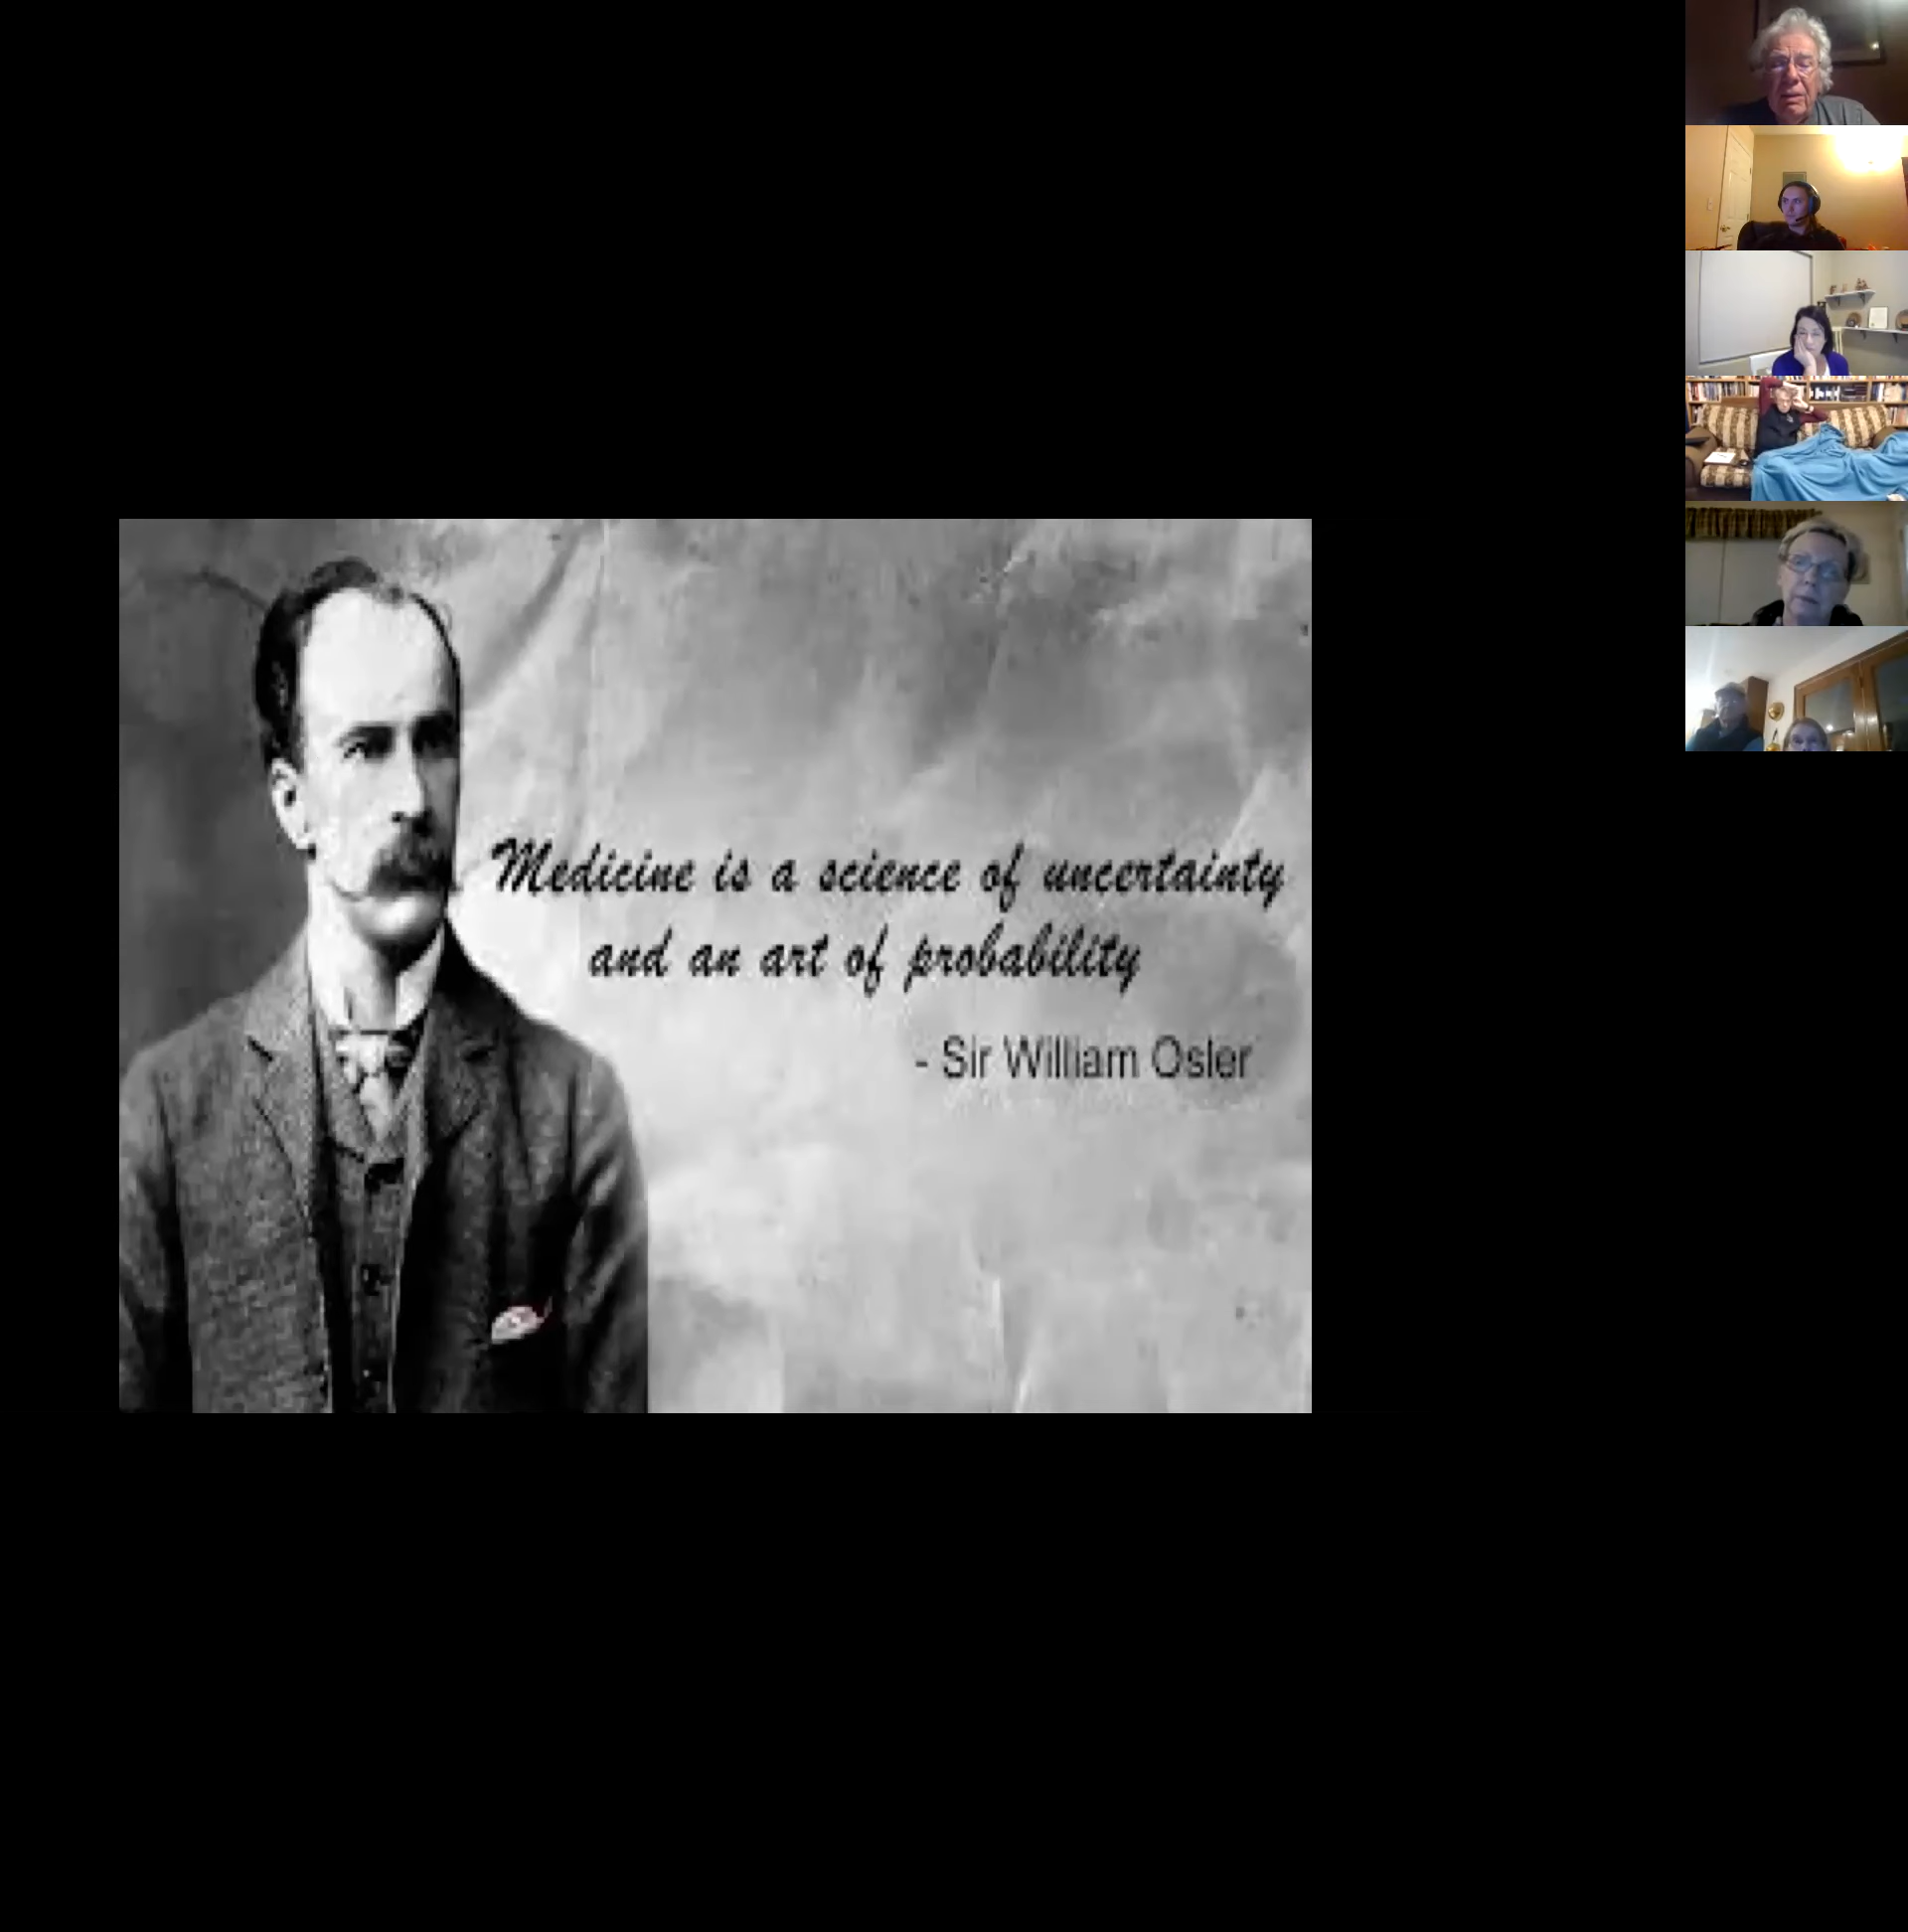 Medicine is a science of uncertainty
and an art of probability
- Sir William Osler